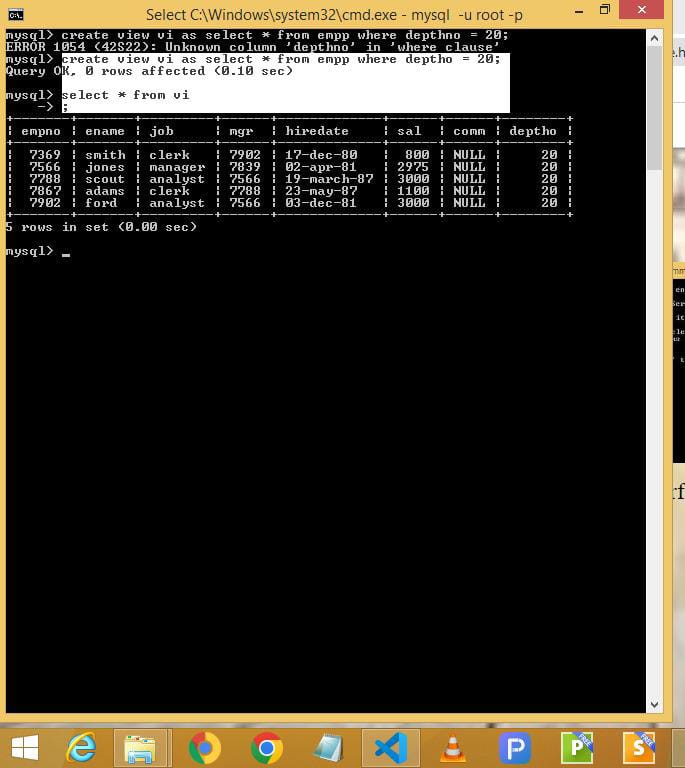 Select C:\Windows\system32\cmd.exe - mysql -u root -p
mysql> create view vi as select * from empp where depthno = 20;
ERROR 1054 (42S22): Unknown column 'depthno' in 'where clause'
mysql> create view vi as select * from empp where deptho = 20;
Query OK, 0 rows affected (0.10 sec)
mysql> select * from vi
-> ;
| empno | ename | job | mgr | hiredate | sal | comm | deptho |
| 7369 | smith | clerk | 7902 | 17-dec-80 | 800 | NULL | 20 |
| 7566 | jones | manager | 7839 | 02-apr-81 | 2975 | NULL | 20 |
| 7788 | scout | analyst | 7566 | 19-march-87 | 3000 | NULL | 20 |
| 7867 | adams | clerk | 7788 | 23-may-87 | 1100 | NULL | 20 |
| 7902 | ford | analyst | 7566 | 03-dec-81 | 3000 | NULL | 20 |
5 rows in set (0.00 sec)
mysql> _